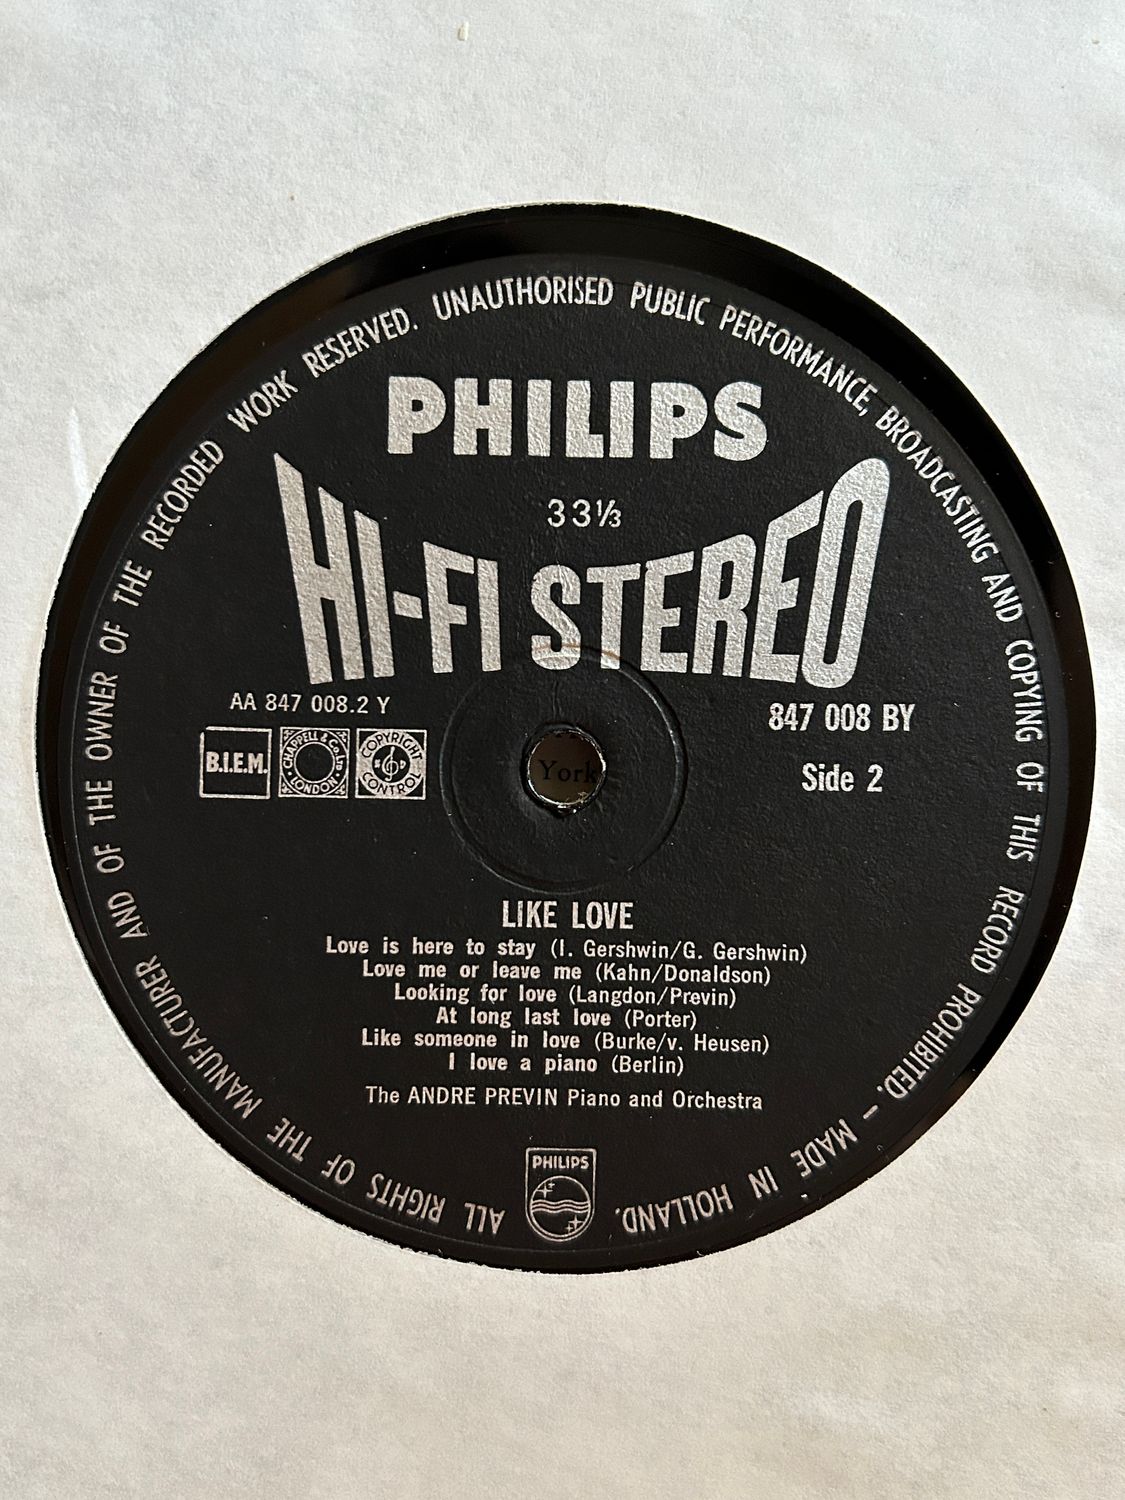 ALL RIGHTS OF THE MANUFACTURER AND OF THE OWNER OF THE RECORDED WORK RESERVED. UNAUTHORISED PUBLIC PERFORMANCE, BROADCASTING AND COPYING OF THIS RECORD PROHIBITED. – MADE IN HOLLAND.
PHILIPS
33⅓
HI-FI STEREO
AA 847 008.2 Y
847 008 BY
B.I.E.M.
CHAPPELL & Co. LTD
LONDON
COPYRIGHT
CONTROL
York
Side 2
LIKE LOVE
Love is here to stay (I. Gershwin/G. Gershwin)
Love me or leave me (Kahn/Donaldson)
Looking for love (Langdon/Previn)
At long last love (Porter)
Like someone in love (Burke/v. Heusen)
I love a piano (Berlin)
The ANDRE PREVIN Piano and Orchestra
PHILIPS